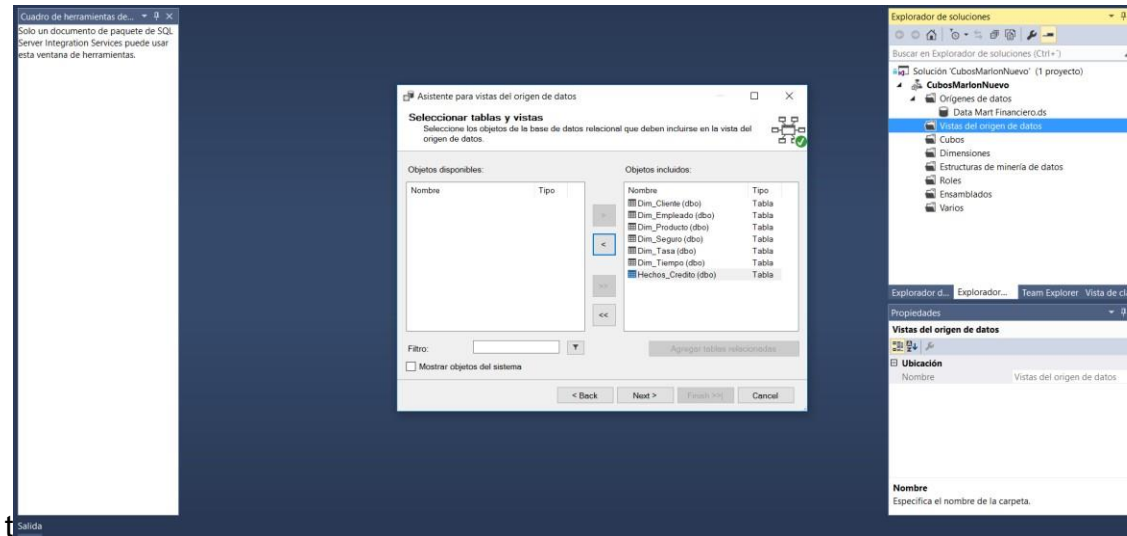 Cuadro de herramientas de...
Solo un documento de paquete de SQL
Server Integration Services puede usar
esta ventana de herramientas.
Asistente para vistas del origen de datos
Seleccionar tablas y vistas
Seleccione los objetos de la base de datos relacional que deben incluirse en la vista del
origen de datos.
Objetos disponibles:
Nombre Tipo
>
<
>>
<<
Objetos incluidos:
Nombre Tipo
Dim_Cliente (dbo) Tabla
Dim_Empleado (dbo) Tabla
Dim_Producto (dbo) Tabla
Dim_Seguro (dbo) Tabla
Dim_Tasa (dbo) Tabla
Dim_Tiempo (dbo) Tabla
Hechos_Credito (dbo) Tabla
Filtro:
Agregar tablas relacionadas
Mostrar objetos del sistema
< Back Next > Finish >>| Cancel
Explorador de soluciones
Buscar en Explorador de soluciones (Ctrl+´)
Solución 'CubosMarlonNuevo' (1 proyecto)
CubosMarlonNuevo
Orígenes de datos
Data Mart Financiero.ds
Vistas del origen de datos
Cubos
Dimensiones
Estructuras de minería de datos
Roles
Ensamblados
Varios
Explorador d... Explorador... Team Explorer Vista de cl
Propiedades
Vistas del origen de datos
Ubicación
Nombre Vistas del origen de datos
Nombre
Especifica el nombre de la carpeta.
t
Salida